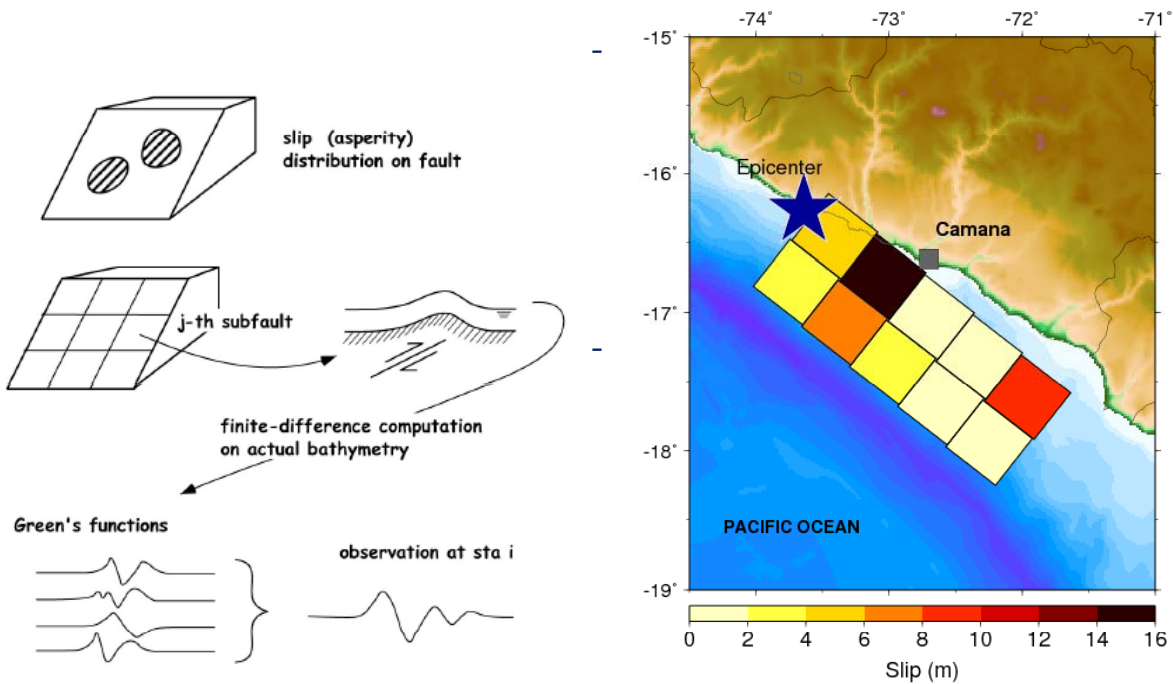 slip (asperity)
distribution on fault
j-th subfault
finite-difference computation
on actual bathymetry
Green's functions
observation at sta i
-74° -73° -72° -71°
-15°
-16°
-17°
-18°
-19°
Epicenter
Camana
PACIFIC OCEAN
0 2 4 6 8 10 12 14 16
Slip (m)